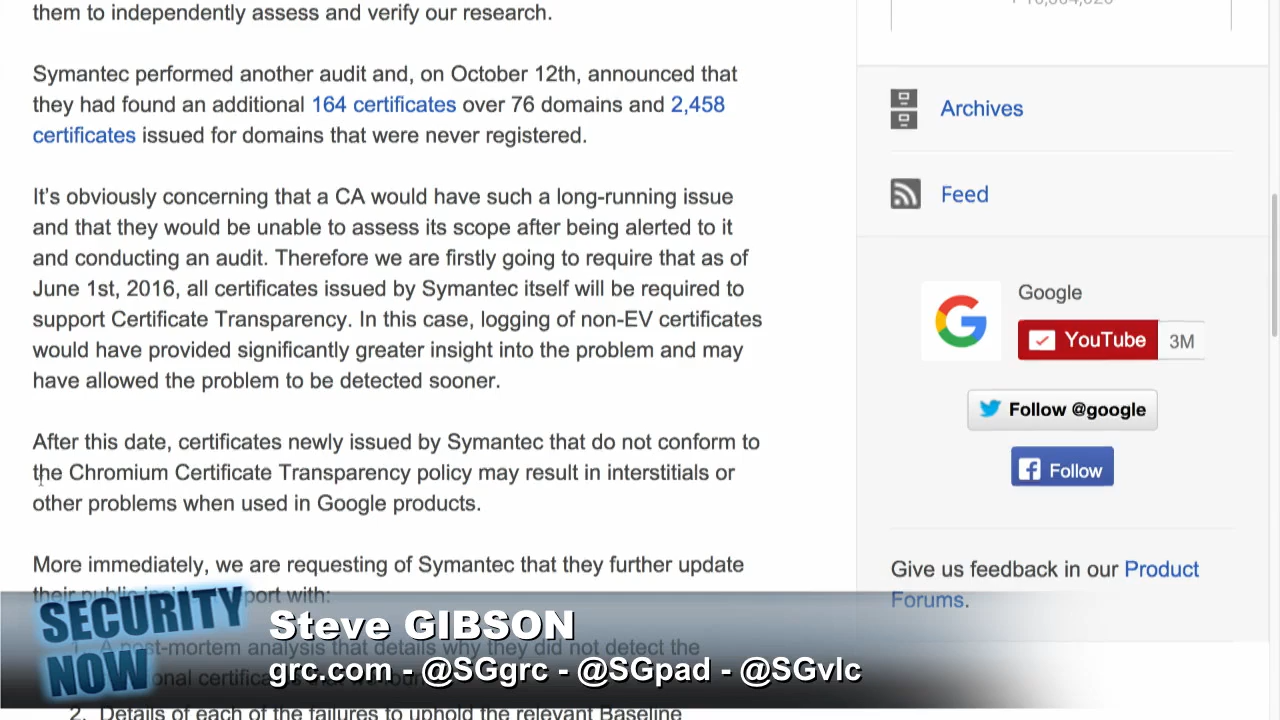 them to independently assess and verify our research.
Symantec performed another audit and, on October 12th, announced that
they had found an additional 164 certificates over 76 domains and 2,458
certificates issued for domains that were never registered.
It's obviously concerning that a CA would have such a long-running issue
and that they would be unable to assess its scope after being alerted to it
and conducting an audit. Therefore we are firstly going to require that as of
June 1st, 2016, all certificates issued by Symantec itself will be required to
support Certificate Transparency. In this case, logging of non-EV certificates
would have provided significantly greater insight into the problem and may
have allowed the problem to be detected sooner.
After this date, certificates newly issued by Symantec that do not conform to
the Chromium Certificate Transparency policy may result in interstitials or
other problems when used in Google products.
More immediately, we are requesting of Symantec that they further update
their public with:
1. A post-mortem analysis that details why they did not detect the
2. Details of each of the failures to uphold the relevant Baseline
Archives
Feed
Google
YouTube 3M
Follow @google
Follow
Give us feedback in our Product
Forums.
SECURITY
NOW
Steve GIBSON
grc.com - @SGgrc - @SGpad - @SGvlc